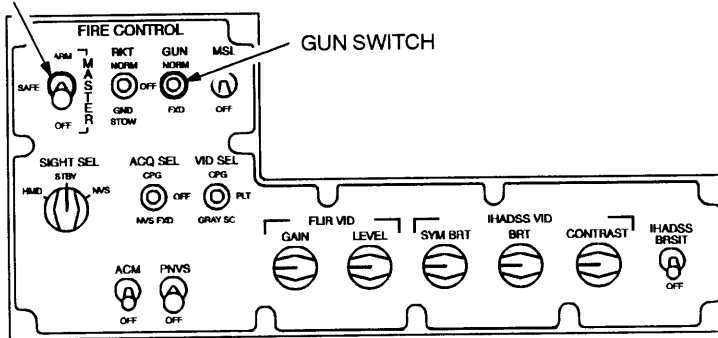 FIRE CONTROL
GUN SWITCH
ARM
SAFE
OFF
MASTER
RKT
NORM
OFF
GND
STOW
GUN
NORM
FXD
MSL
OFF
SIGHT SEL
STBY
HMD
NVS
ACQ SEL
CPG
OFF
NVS FXD
VID SEL
CPG
PLT
GRAY SC
ACM
OFF
PNVS
OFF
FLIR VID
GAIN
LEVEL
IHADSS VID
SYM BRT
BRT
CONTRAST
IHADSS
BRSIT
OFF